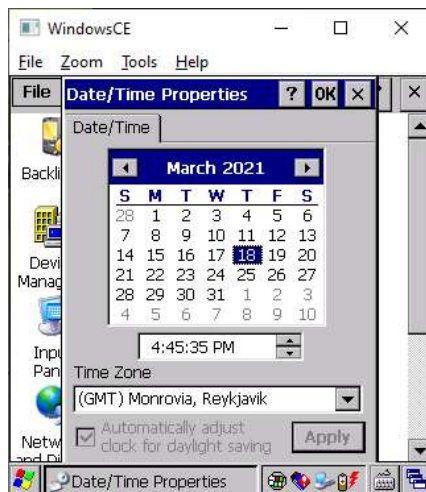 WindowsCE
File Zoom Tools Help
File
Date/Time Properties ? OK ×
Date/Time
March 2021
S M T W T F S
28 1 2 3 4 5 6
7 8 9 10 11 12 13
14 15 16 17 18 19 20
21 22 23 24 25 26 27
28 29 30 31 1 2 3
4 5 6 7 8 9 10
4:45:35 PM
Time Zone
(GMT) Monrovia, Reykjavik
Automatically adjust
clock for daylight saving
Apply
Backli
Devi
Manag
Inpu
Pan
Netw
and Di
Date/Time Properties